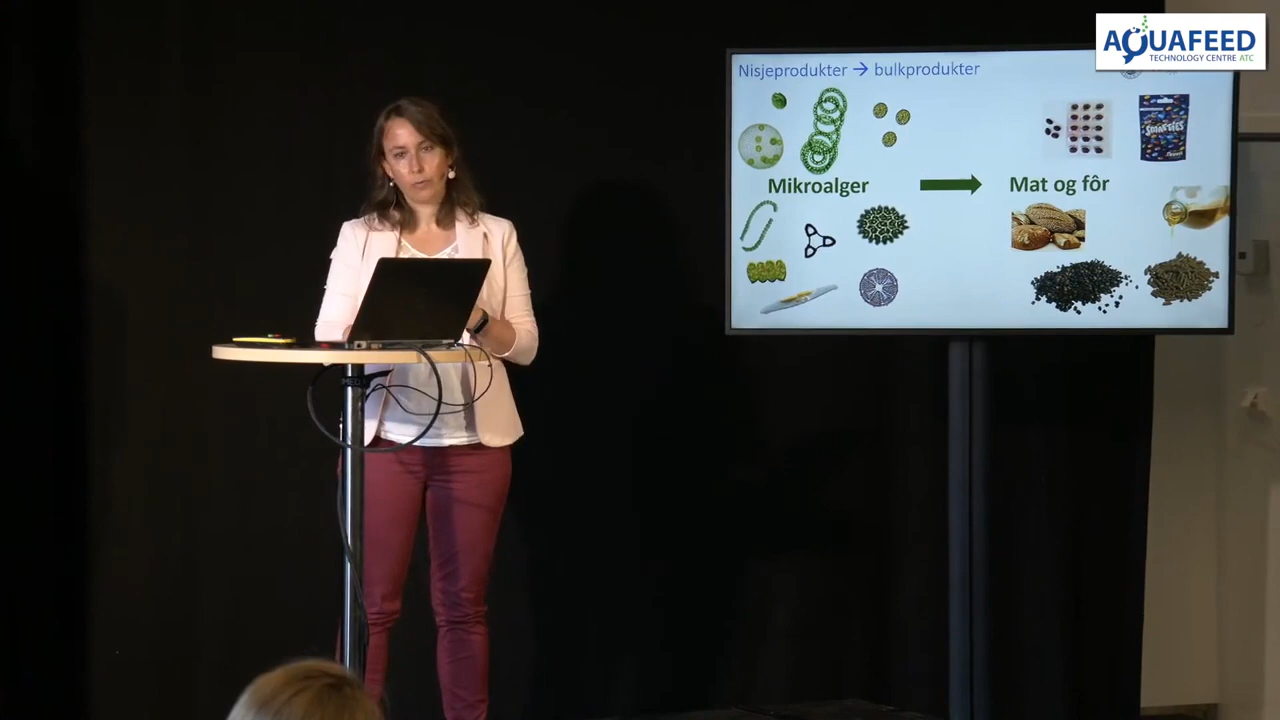 AQUAFEED
TECHNOLOGY CENTRE ATC
Nisjeprodukter → bulkprodukter
SMARTIES
Mikroalger
Mat og fôr